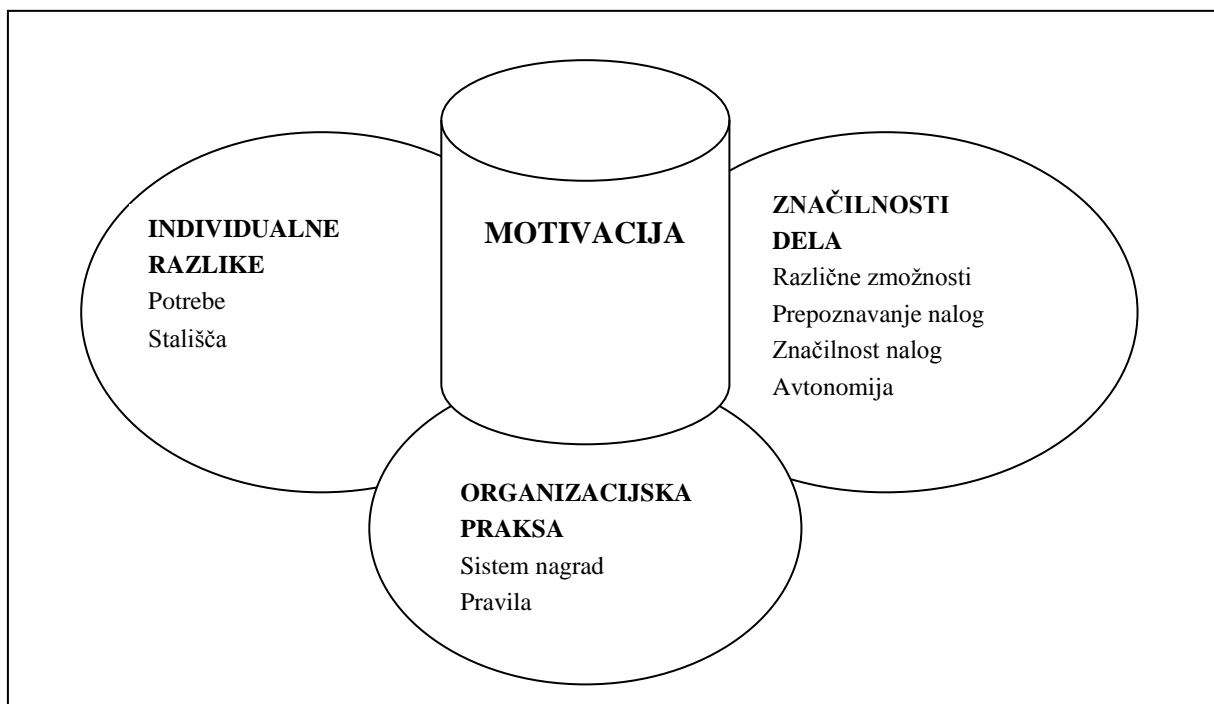 INDIVIDUALNE
RAZLIKE
Potrebe
Stališča
MOTIVACIJA
ZNAČILNOSTI
DELA
Različne zmožnosti
Prepoznavanje nalog
Značilnost nalog
Avtonomija
ORGANIZACIJSKA
PRAKSA
Sistem nagrad
Pravila